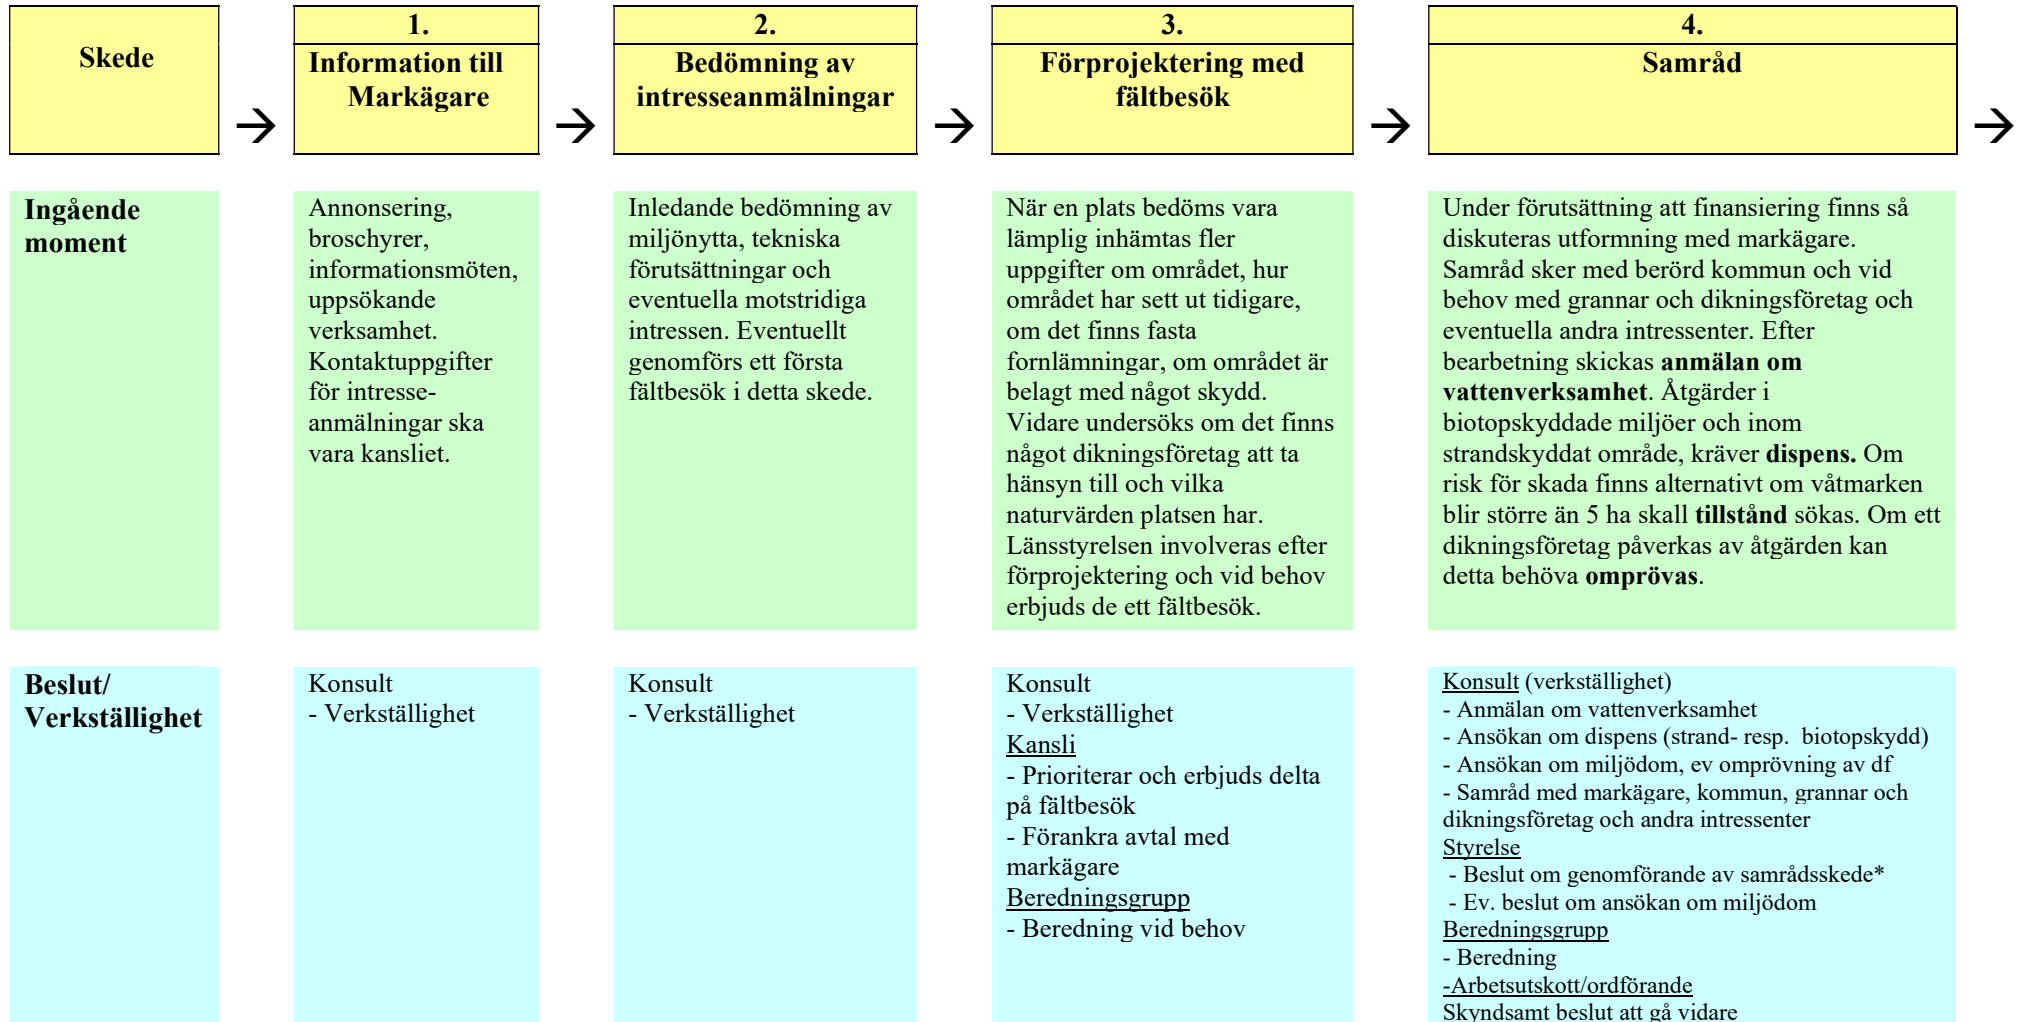 Skede
→
1.
Information till
Markägare
→
2.
Bedömning av
intresseanmälningar
→
3.
Förprojektering med
fältbesök
→
4.
Samråd
→
Ingående
moment
Annonsering,
broschyrer,
informationsmöten,
uppsökande
verksamhet.
Kontaktuppgifter
för intresse-
anmälningar ska
vara kansliet.
Inledande bedömning av
miljönytta, tekniska
förutsättningar och
eventuella motstridiga
intressen. Eventuellt
genomförs ett första
fältbesök i detta skede.
När en plats bedöms vara
lämplig inhämtas fler
uppgifter om området, hur
området har sett ut tidigare,
om det finns fasta
fornlämningar, om området är
belagt med något skydd.
Vidare undersöks om det finns
något dikningsföretag att ta
hänsyn till och vilka
naturvärden platsen har.
Länsstyrelsen involveras efter
förprojektering och vid behov
erbjuds de ett fältbesök.
Under förutsättning att finansiering finns så
diskuteras utformning med markägare.
Samråd sker med berörd kommun och vid
behov med grannar och dikningsföretag och
eventuella andra intressenter. Efter
bearbetning skickas anmälan om
vattenverksamhet. Åtgärder i
biotopskyddade miljöer och inom
strandskyddat område, kräver dispens. Om
risk för skada finns alternativt om våtmarken
blir större än 5 ha skall tillstånd sökas. Om ett
dikningsföretag påverkas av åtgärden kan
detta behöva omprövas.
Beslut/
Verkställighet
Konsult
- Verkställighet
Konsult
- Verkställighet
Konsult
- Verkställighet
Kansli
- Prioriterar och erbjuds delta
på fältbesök
- Förankra avtal med
markägare
Beredningsgrupp
- Beredning vid behov
Konsult (verkställighet)
- Anmälan om vattenverksamhet
- Ansökan om dispens (strand- resp. biotopskydd)
- Ansökan om miljödom, ev omprövning av df
- Samråd med markägare, kommun, grannar och
dikningsföretag och andra intressenter
Styrelse
- Beslut om genomförande av samrådsskede*
- Ev. beslut om ansökan om miljödom
Beredningsgrupp
- Beredning
-Arbetsutskott/ordförande
Skyndsamt beslut att gå vidare